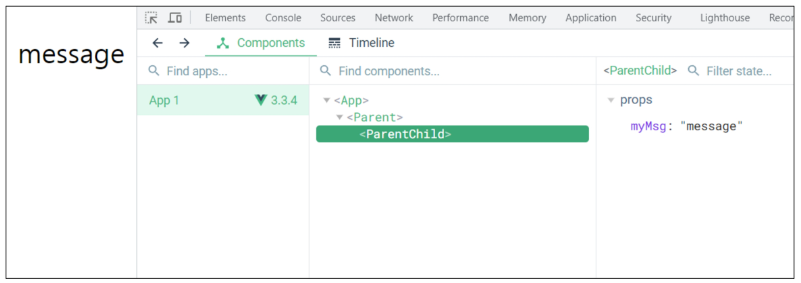 message
Elements Console Sources Network Performance Memory Application Security Lighthouse Recor
Components Timeline
Find apps... Find components... <ParentChild> Filter state...
App 1 3.3.4 <App> props
<Parent> myMsg: "message"
<ParentChild>